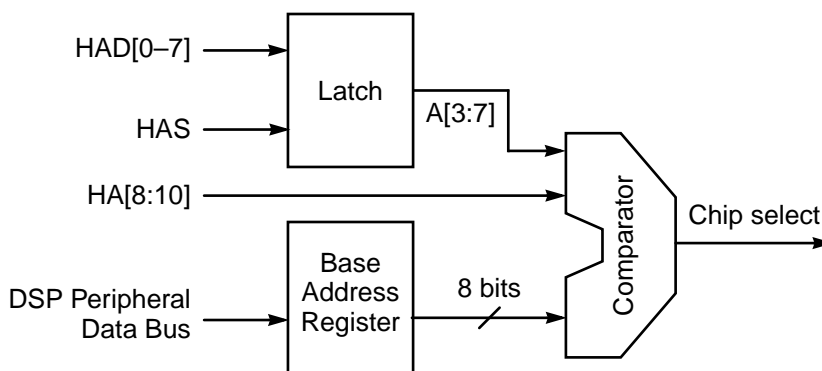 HAD[0–7]
HAS
Latch
A[3:7]
HA[8:10]
Comparator
Chip select
DSP Peripheral
Data Bus
Base
Address
Register
8 bits